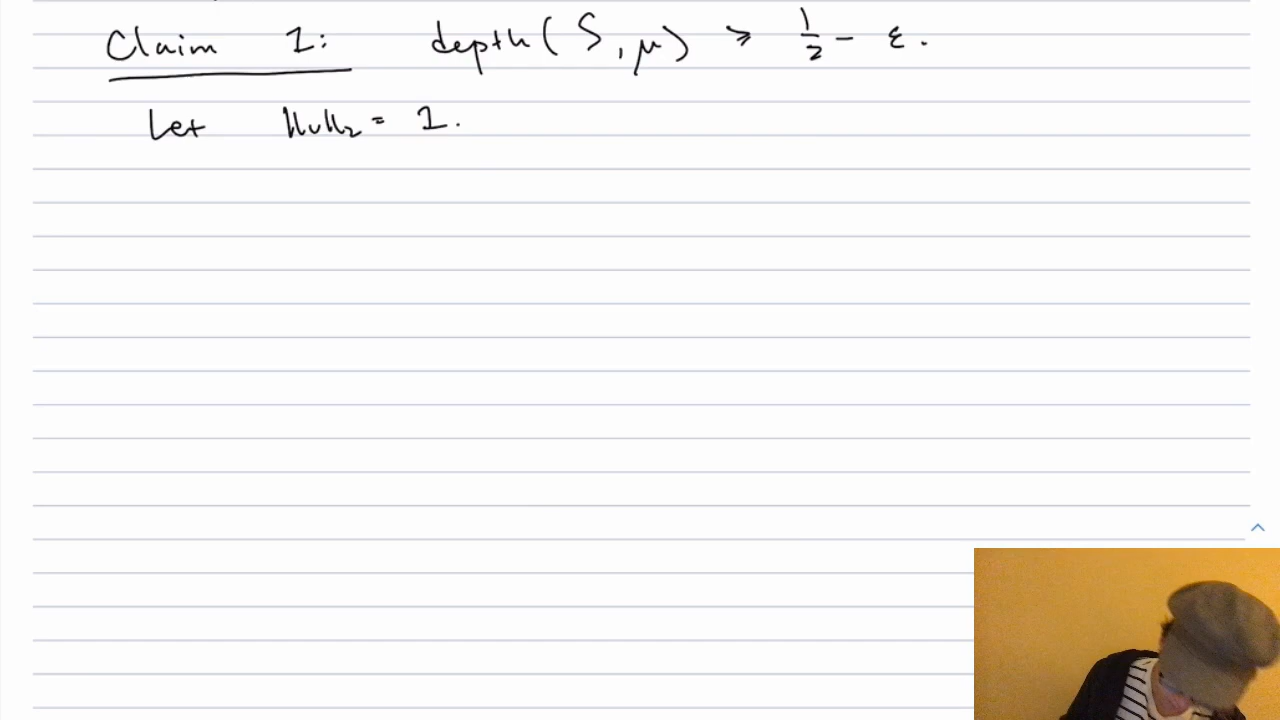 Claim 1: depth(S, μ) ≥ 1/2 - ε.
Let ||u||₂ = 1.